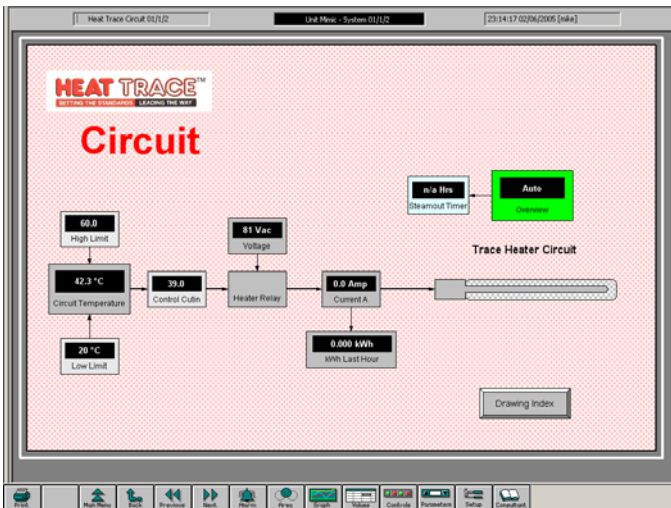 Heat Trace Circuit 01/1/2
Unit Mimic - System 01/1/2
23:14:17 02/06/2005 [mike]
HEAT TRACE™
SETTING THE STANDARDS LEADING THE WAY
Circuit
n/a Hrs
Steamout Timer
Auto
Overview
60.0
High Limit
81 Vac
Voltage
Trace Heater Circuit
42.3 °C
Circuit Temperature
39.0
Control Cutin
Heater Relay
0.0 Amp
Current A
20 °C
Low Limit
0.000 kWh
kWh Last Hour
Drawing Index
Print
Main Menu
Back
Previous
Next
Alarm
Area
Graph
Values
Controls
Parameters
Setup
Consultant